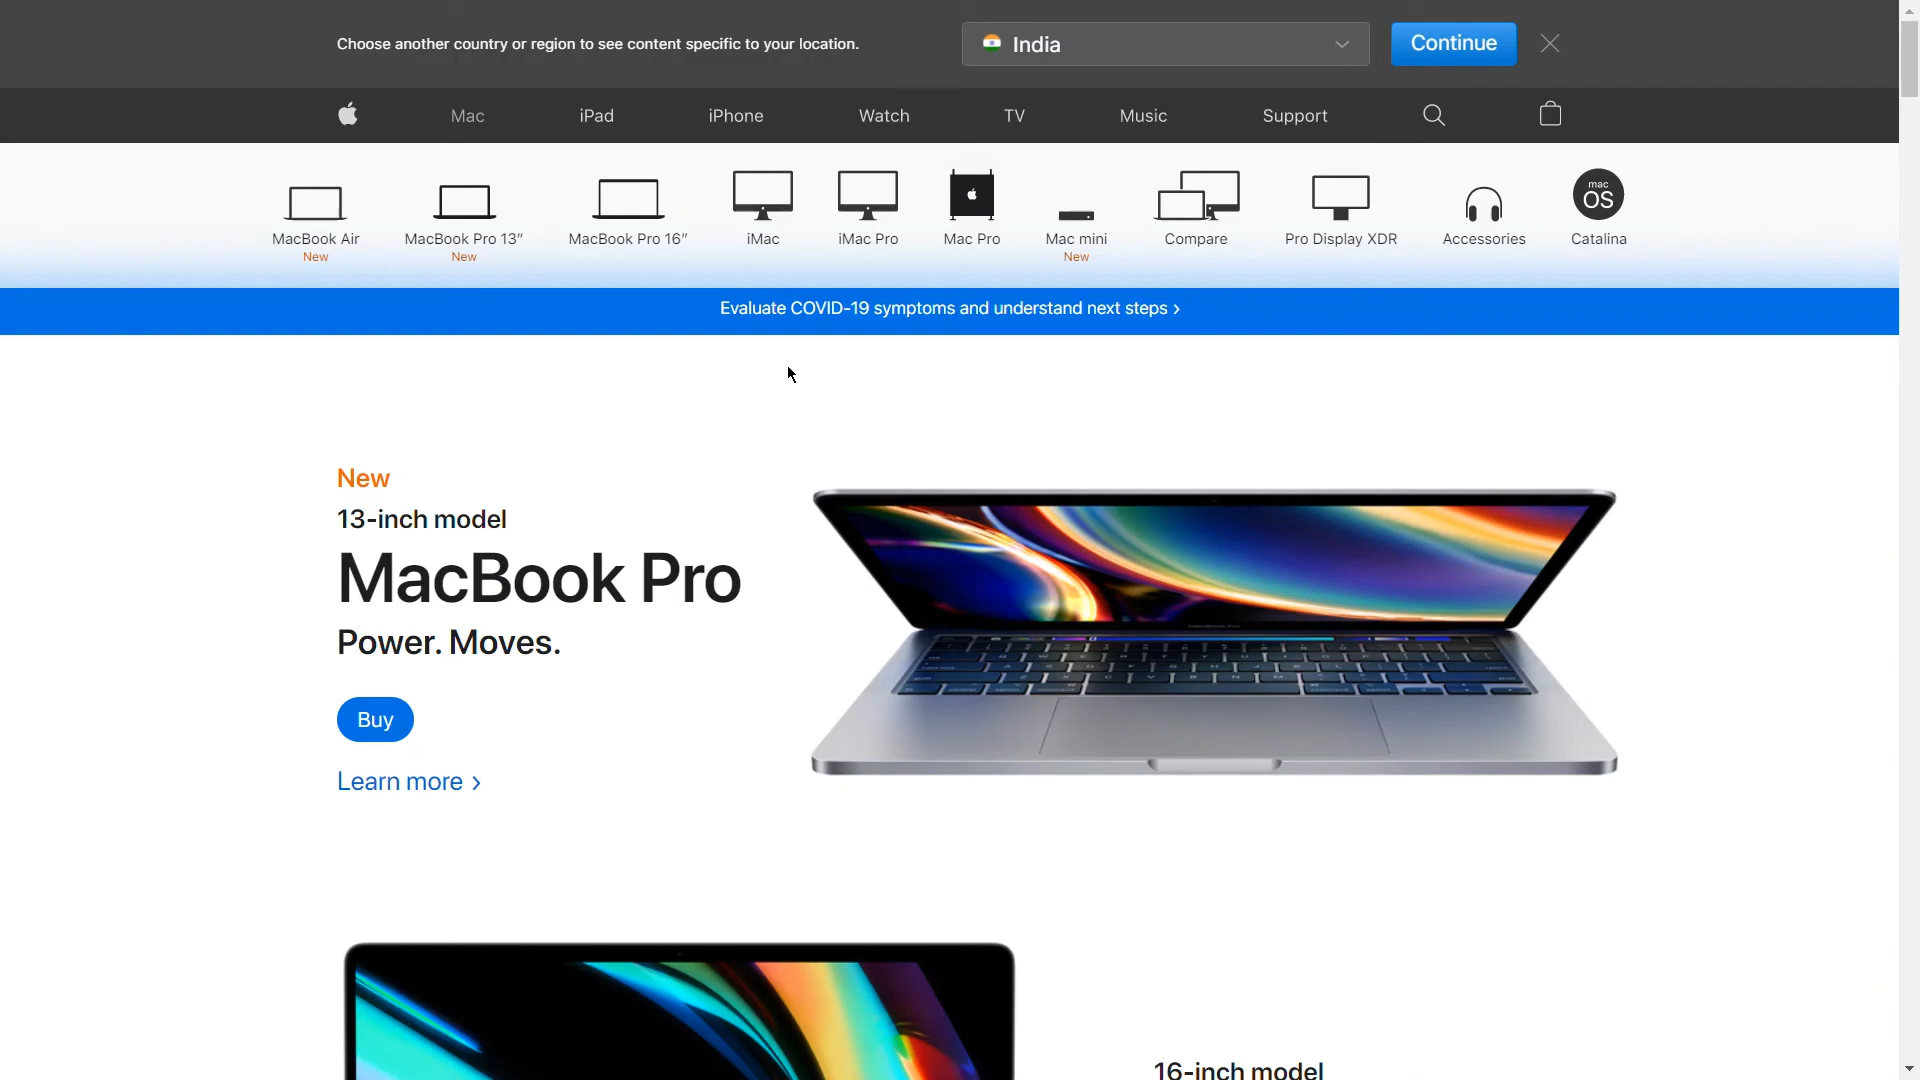 Choose another country or region to see content specific to your location.
India
Continue
Mac
iPad
iPhone
Watch
TV
Music
Support
MacBook Air
New
MacBook Pro 13″
New
MacBook Pro 16″
iMac
iMac Pro
Mac Pro
Mac mini
New
Compare
Pro Display XDR
Accessories
mac
OS
Catalina
Evaluate COVID-19 symptoms and understand next steps >
New
13-inch model
MacBook Pro
Power. Moves.
Buy
Learn more >
16-inch model